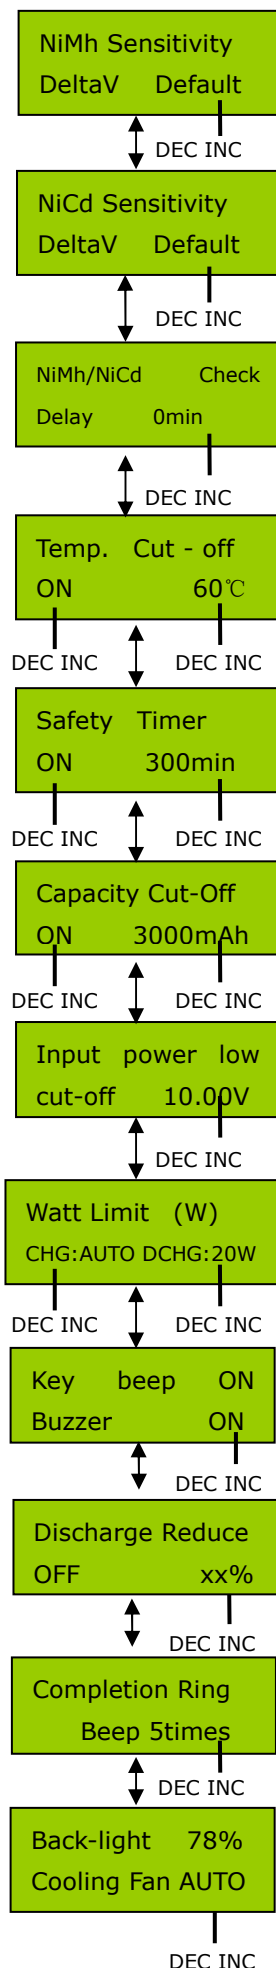 NiMh Sensitivity
DeltaV Default
DEC INC
NiCd Sensitivity
DeltaV Default
DEC INC
NiMh/NiCd Check
Delay 0min
DEC INC
Temp. Cut - off
ON 60℃
DEC INC DEC INC
Safety Timer
ON 300min
DEC INC DEC INC
Capacity Cut-Off
ON 3000mAh
DEC INC DEC INC
Input power low
cut-off 10.00V
DEC INC
Watt Limit (W)
CHG:AUTO DCHG:20W
DEC INC DEC INC
Key beep ON
Buzzer ON
DEC INC
Discharge Reduce
OFF xx%
DEC INC
Completion Ring
Beep 5times
DEC INC
Back-light 78%
Cooling Fan AUTO
DEC INC